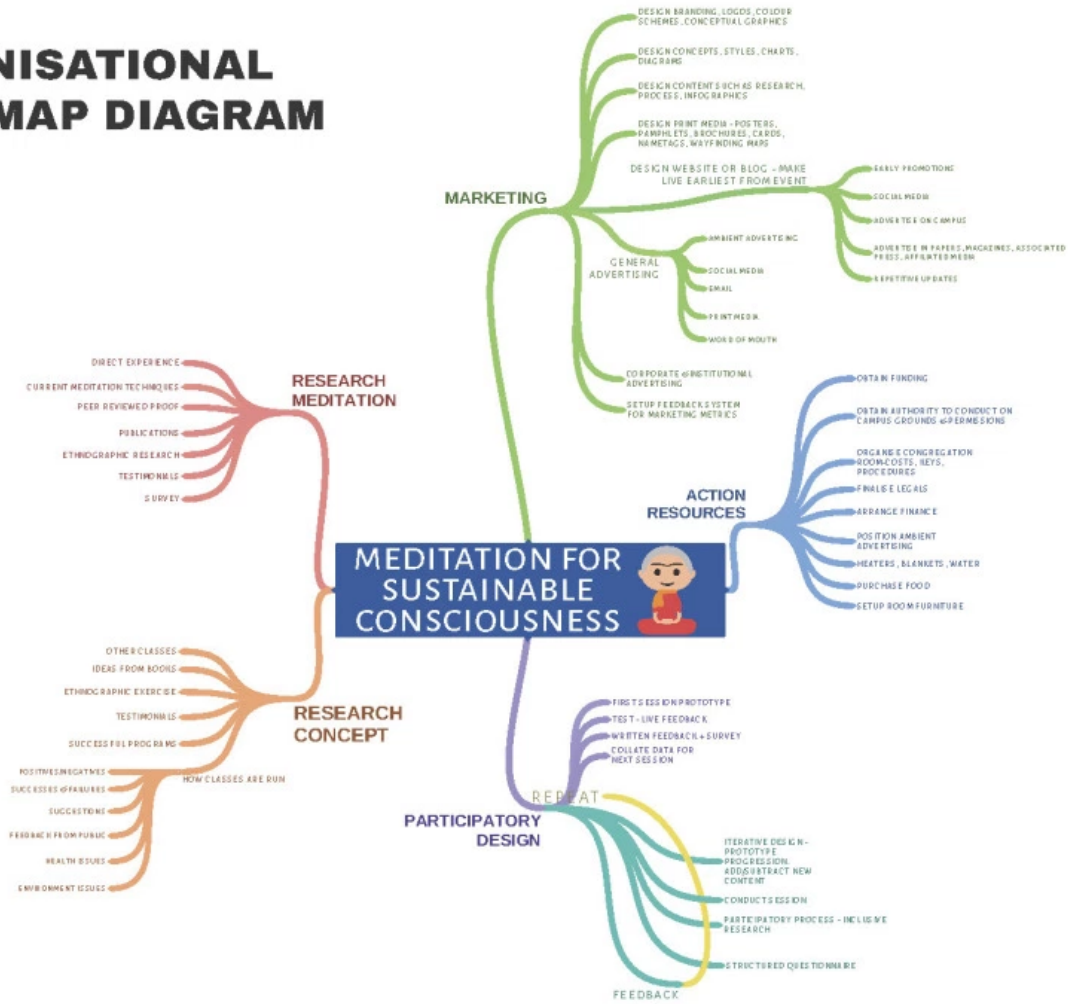 NISATIONAL
MAP DIAGRAM
MARKETING
DESIGN BRANDING, LOGOS, COLOUR
SCHEMES, CONCEPTUAL GRAPHICS
DESIGN CONCEPTS, STYLES, CHARTS,
DIAGRAMS
DESIGN CONTENT SUCH AS RESEARCH,
PROCESS, INFOGRAPHICS
DESIGN PRINT MEDIA - POSTERS,
PAMPHLETS, BROCHURES, CARDS,
NAMETAGS, WAYFINDING MAPS
DESIGN WEBSITE OR BLOG - MAKE
LIVE EARLIEST FROM EVENT
EARLY PROMOTIONS
SOCIAL MEDIA
ADVERTISE ON CAMPUS
ADVERTISE IN PAPERS, MAGAZINES, ASSOCIATED
PRESS, AFFILIATED MEDIA
REPETITIVE UPDATES
GENERAL
ADVERTISING
AMBIENT ADVERTISING
SOCIAL MEDIA
EMAIL
PRINT MEDIA
WORD OF MOUTH
CORPORATE & INSTITUTIONAL
ADVERTISING
SETUP FEEDBACK SYSTEM
FOR MARKETING METRICS
RESEARCH
MEDITATION
DIRECT EXPERIENCE
CURRENT MEDITATION TECHNIQUES
PEER REVIEWED PROOF
PUBLICATIONS
ETHNOGRAPHIC RESEARCH
TESTIMONIALS
SURVEY
ACTION
RESOURCES
OBTAIN FUNDING
OBTAIN AUTHORITY TO CONDUCT ON
CAMPUS GROUNDS & PERMISSIONS
ORGANISE CONGREGATION
ROOM-COSTS, KEYS,
PROCEDURES
FINALISE LEGALS
ARRANGE FINANCE
POSITION AMBIENT
ADVERTISING
HEATERS, BLANKETS, WATER
PURCHASE FOOD
SETUP ROOM FURNITURE
MEDITATION FOR
SUSTAINABLE
CONSCIOUSNESS
RESEARCH
CONCEPT
OTHER CLASSES
IDEAS FROM BOOKS
ETHNOGRAPHIC EXERCISE
TESTIMONIALS
SUCCESSFUL PROGRAMS
HOW CLASSES ARE RUN
POSITIVES/NEGATIVES
SUCCESSES & FAILURES
SUGGESTIONS
FEEDBACK FROM PUBLIC
HEALTH ISSUES
ENVIRONMENT ISSUES
PARTICIPATORY
DESIGN
FIRST SESSION PROTOTYPE
TEST - LIVE FEEDBACK
WRITTEN FEEDBACK + SURVEY
COLLATE DATA FOR
NEXT SESSION
REPEAT
ITERATIVE DESIGN -
PROTOTYPE
PROGRESSION.
ADD/SUBTRACT NEW
CONTENT
CONDUCT SESSION
PARTICIPATORY PROCESS - INCLUSIVE
RESEARCH
STRUCTURED QUESTIONNAIRE
FEEDBACK